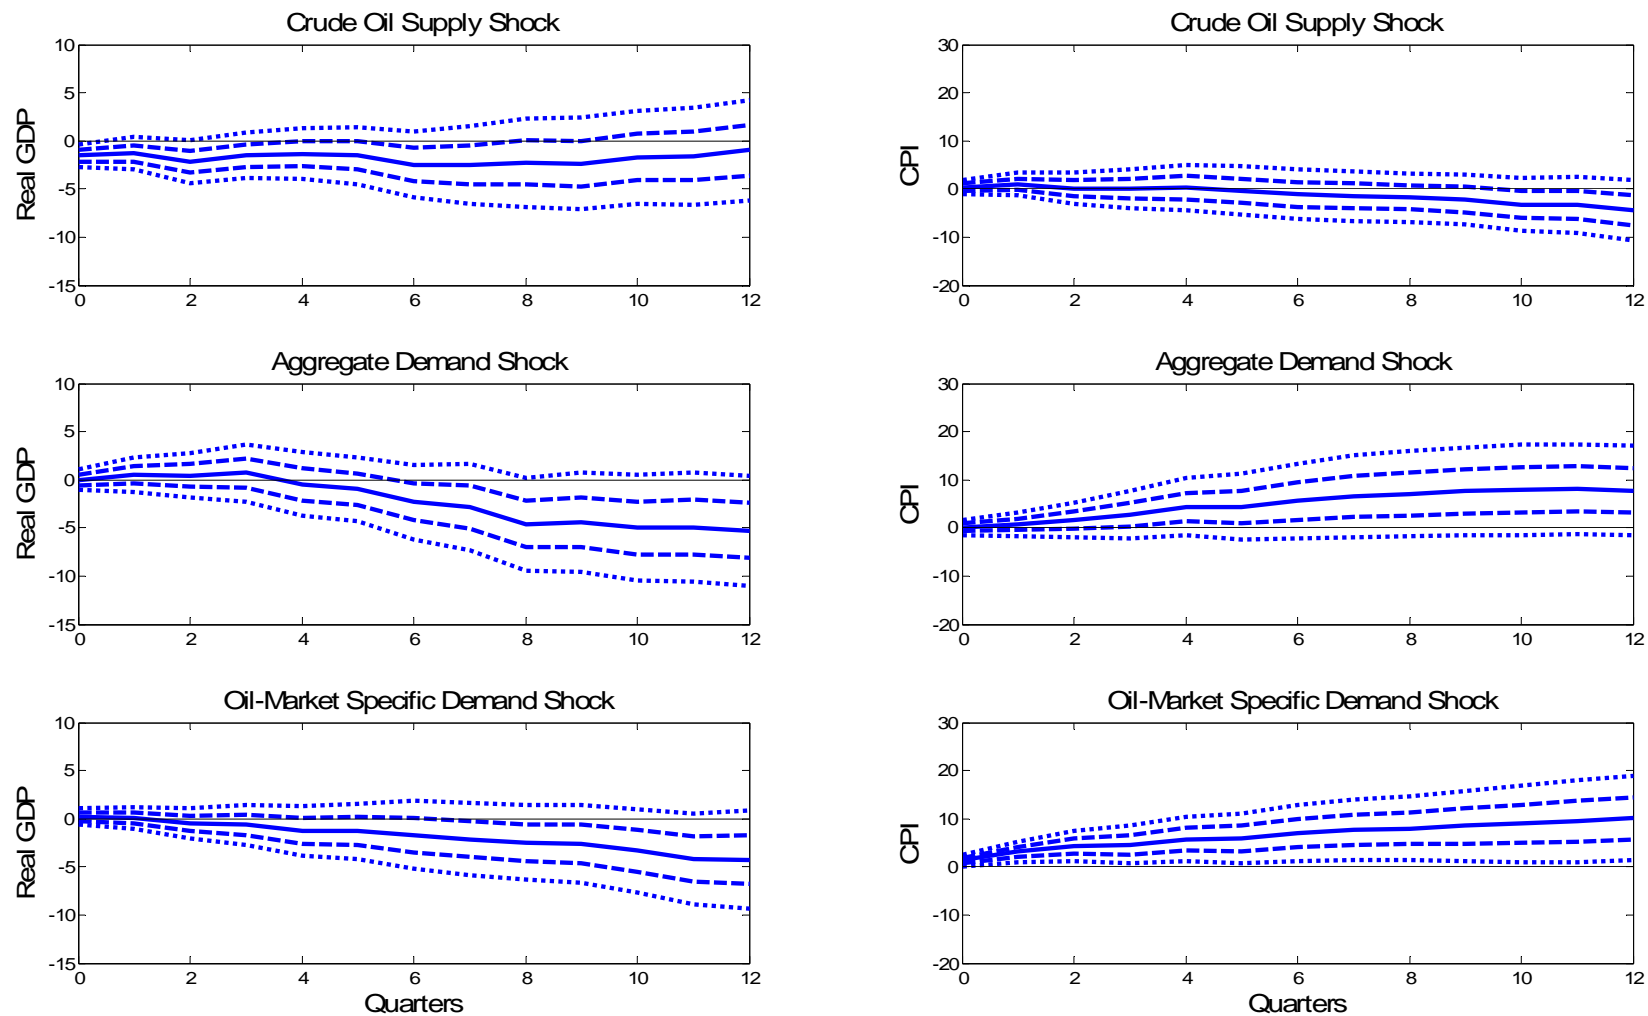 Crude Oil Supply Shock
Real GDP
10
5
0
-5
-10
-15
0 2 4 6 8 10 12
Crude Oil Supply Shock
CPI
30
20
10
0
-10
-20
0 2 4 6 8 10 12
Aggregate Demand Shock
Real GDP
10
5
0
-5
-10
-15
0 2 4 6 8 10 12
Aggregate Demand Shock
CPI
30
20
10
0
-10
-20
0 2 4 6 8 10 12
Oil-Market Specific Demand Shock
Real GDP
10
5
0
-5
-10
-15
0 2 4 6 8 10 12
Quarters
Oil-Market Specific Demand Shock
CPI
30
20
10
0
-10
-20
0 2 4 6 8 10 12
Quarters